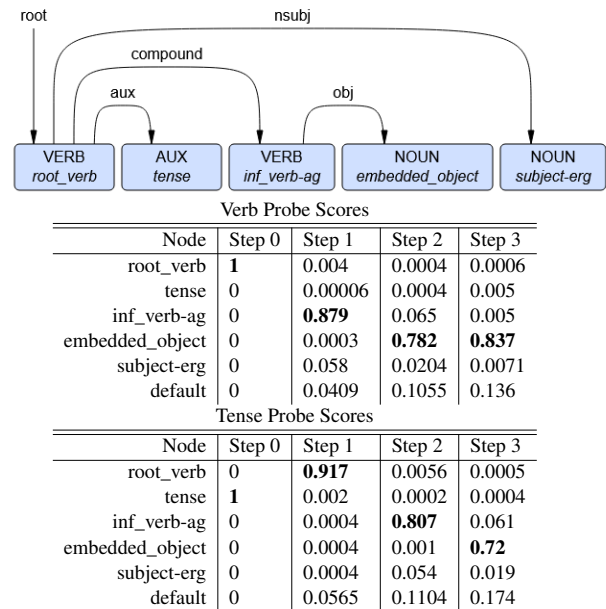 root nsubj
compound
aux obj
VERB AUX VERB NOUN NOUN
root_verb tense inf_verb-ag embedded_object subject-erg
Verb Probe Scores
Node Step 0 Step 1 Step 2 Step 3
root_verb 1 0.004 0.0004 0.0006
tense 0 0.00006 0.0004 0.005
inf_verb-ag 0 0.879 0.065 0.005
embedded_object 0 0.0003 0.782 0.837
subject-erg 0 0.058 0.0204 0.0071
default 0 0.0409 0.1055 0.136
Tense Probe Scores
Node Step 0 Step 1 Step 2 Step 3
root_verb 0 0.917 0.0056 0.0005
tense 1 0.002 0.0002 0.0004
inf_verb-ag 0 0.0004 0.807 0.061
embedded_object 0 0.0004 0.001 0.72
subject-erg 0 0.0004 0.054 0.019
default 0 0.0565 0.1104 0.174